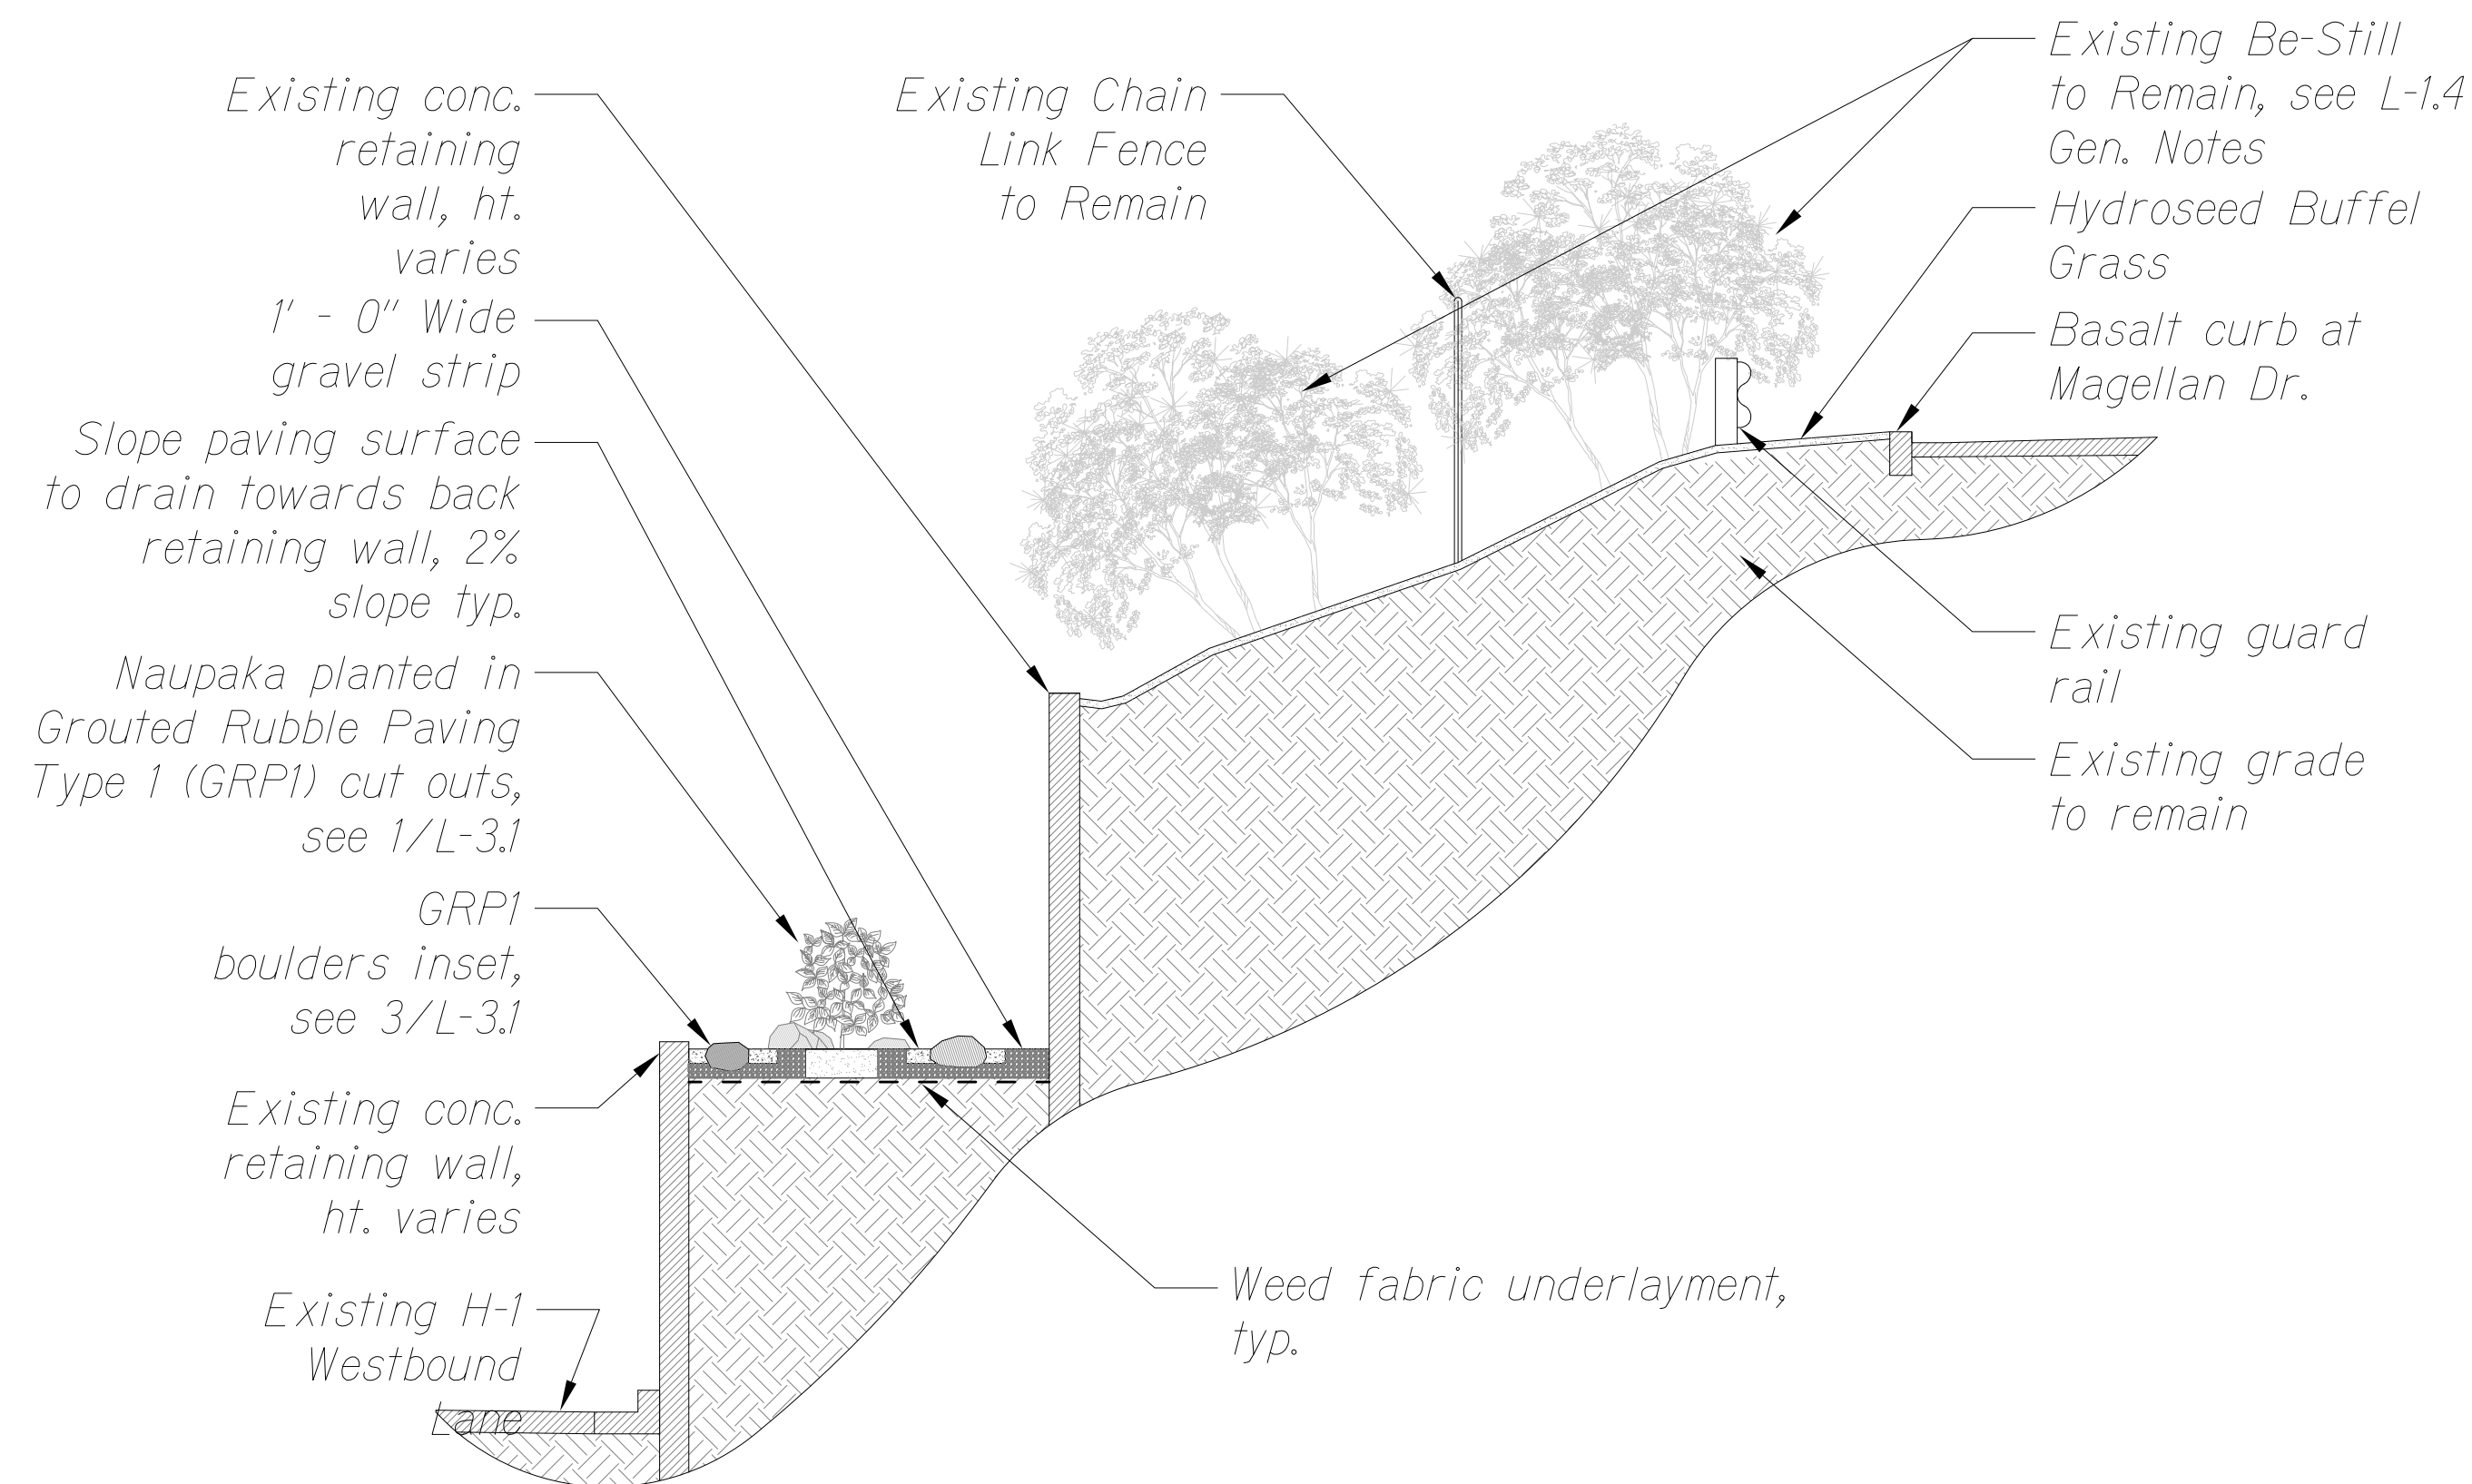 Existing conc.
retaining
wall, ht.
varies
1' - 0" Wide
gravel strip
Slope paving surface
to drain towards back
retaining wall, 2%
slope typ.
Naupaka planted in
Grouted Rubble Paving
Type 1 (GRP1) cut outs,
see 1/L-3.1
GRP1
boulders inset,
see 3/L-3.1
Existing conc.
retaining wall,
ht. varies
Existing H-1
Westbound
Lane
Existing Chain
Link Fence
to Remain
Existing Be-Still
to Remain, see L-1.4
Gen. Notes
Hydroseed Buffel
Grass
Basalt curb at
Magellan Dr.
Existing guard
rail
Existing grade
to remain
Weed fabric underlayment,
typ.